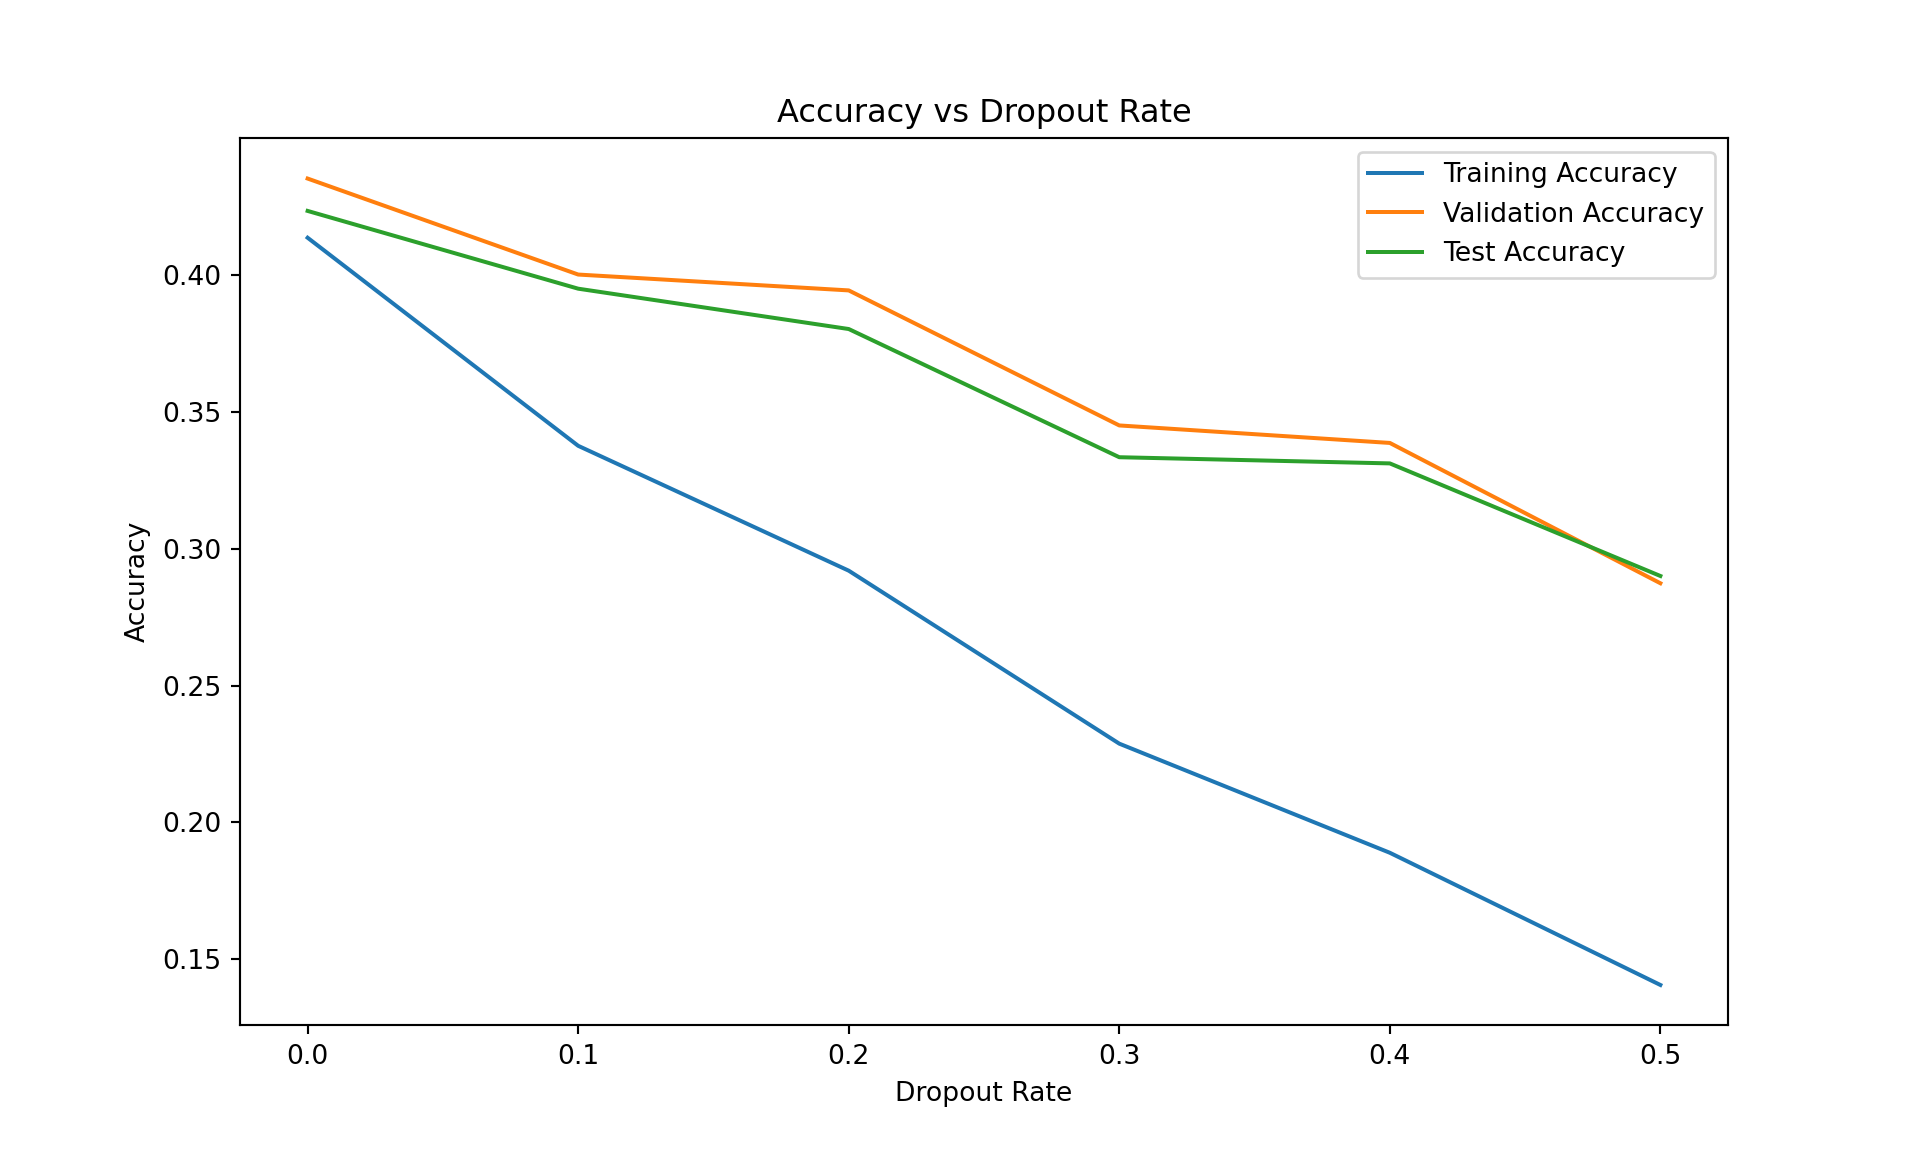 Accuracy vs Dropout Rate
Training Accuracy
Validation Accuracy
Test Accuracy
Accuracy
0.40
0.35
0.30
0.25
0.20
0.15
0.0 0.1 0.2 0.3 0.4 0.5
Dropout Rate